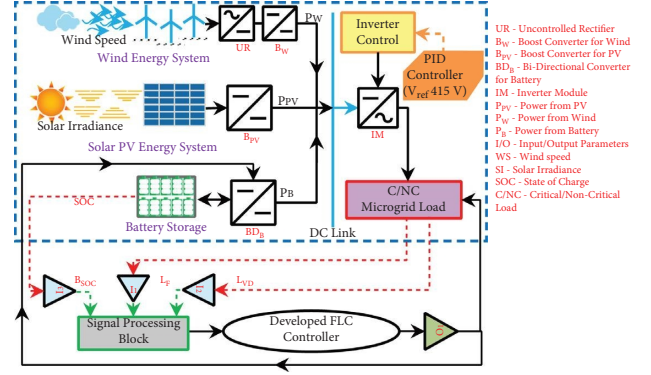 Wind Speed
Wind Energy System
UR
B_W
P_W
Inverter
Control
PID
Controller
(V_ref 415 V)
Solar Irradiance
Solar PV Energy System
B_PV
P_PV
IM
SOC
Battery Storage
BD_B
P_B
C/NC
Microgrid Load
DC Link
I_3
B_SOC
I_1
L_F
I_2
L_VD
Signal Processing
Block
Developed FLC
Controller
O_1
UR - Uncontrolled Rectifier
B_W - Boost Converter for Wind
B_PV - Boost Converter for PV
BD_B - Bi-Directional Converter
for Battery
IM - Inverter Module
P_PV - Power from PV
P_W - Power from Wind
P_B - Power from Battery
I/O - Input/Output Parameters
WS - Wind speed
SI - Solar Irradiance
SOC - State of Charge
C/NC - Critical/Non-Critical
Load